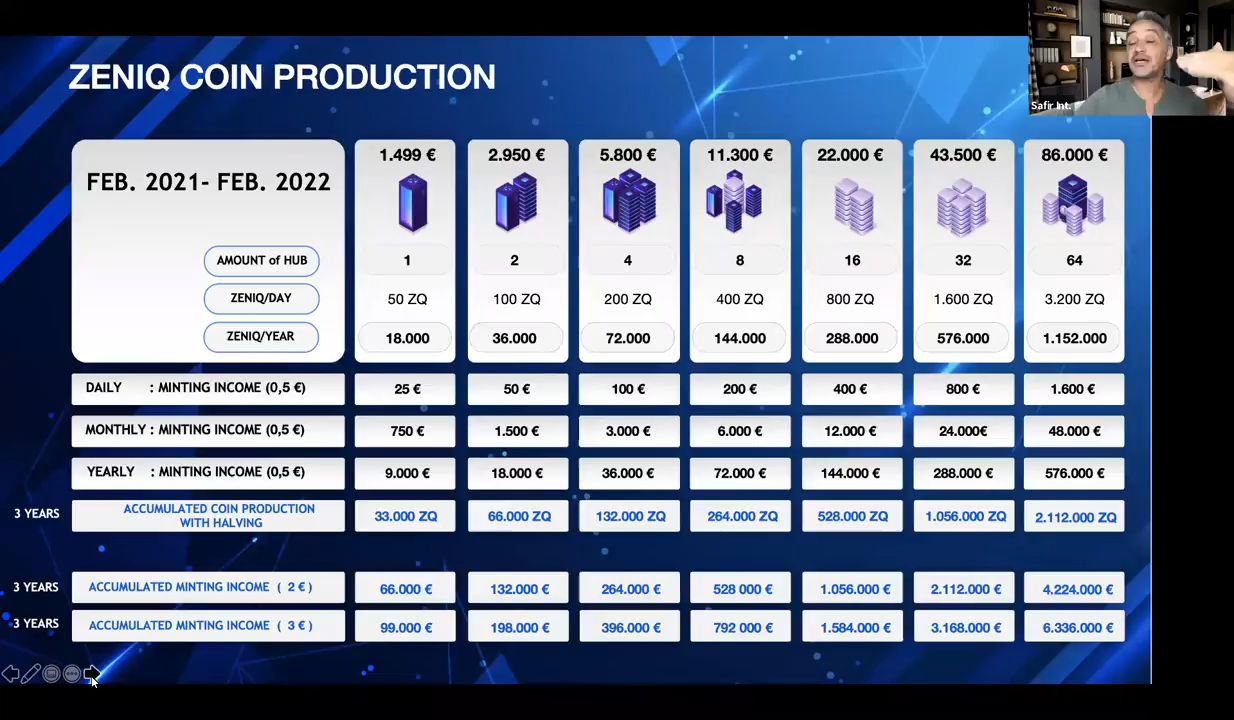 ZENIQ COIN PRODUCTION
Safir Int.
FEB. 2021- FEB. 2022
1.499 € 2.950 € 5.800 € 11.300 € 22.000 € 43.500 € 86.000 €
AMOUNT of HUB 1 2 4 8 16 32 64
ZENIQ/DAY 50 ZQ 100 ZQ 200 ZQ 400 ZQ 800 ZQ 1.600 ZQ 3.200 ZQ
ZENIQ/YEAR 18.000 36.000 72.000 144.000 288.000 576.000 1.152.000
DAILY : MINTING INCOME (0,5 €) 25 € 50 € 100 € 200 € 400 € 800 € 1.600 €
MONTHLY : MINTING INCOME (0,5 €) 750 € 1.500 € 3.000 € 6.000 € 12.000 € 24.000€ 48.000 €
YEARLY : MINTING INCOME (0,5 €) 9.000 € 18.000 € 36.000 € 72.000 € 144.000 € 288.000 € 576.000 €
3 YEARS ACCUMULATED COIN PRODUCTION
WITH HALVING 33.000 ZQ 66.000 ZQ 132.000 ZQ 264.000 ZQ 528.000 ZQ 1.056.000 ZQ 2.112.000 ZQ
3 YEARS ACCUMULATED MINTING INCOME ( 2 € ) 66.000 € 132.000 € 264.000 € 528 000 € 1.056.000 € 2.112.000 € 4.224.000 €
3 YEARS ACCUMULATED MINTING INCOME ( 3 € ) 99.000 € 198.000 € 396.000 € 792 000 € 1.584.000 € 3.168.000 € 6.336.000 €